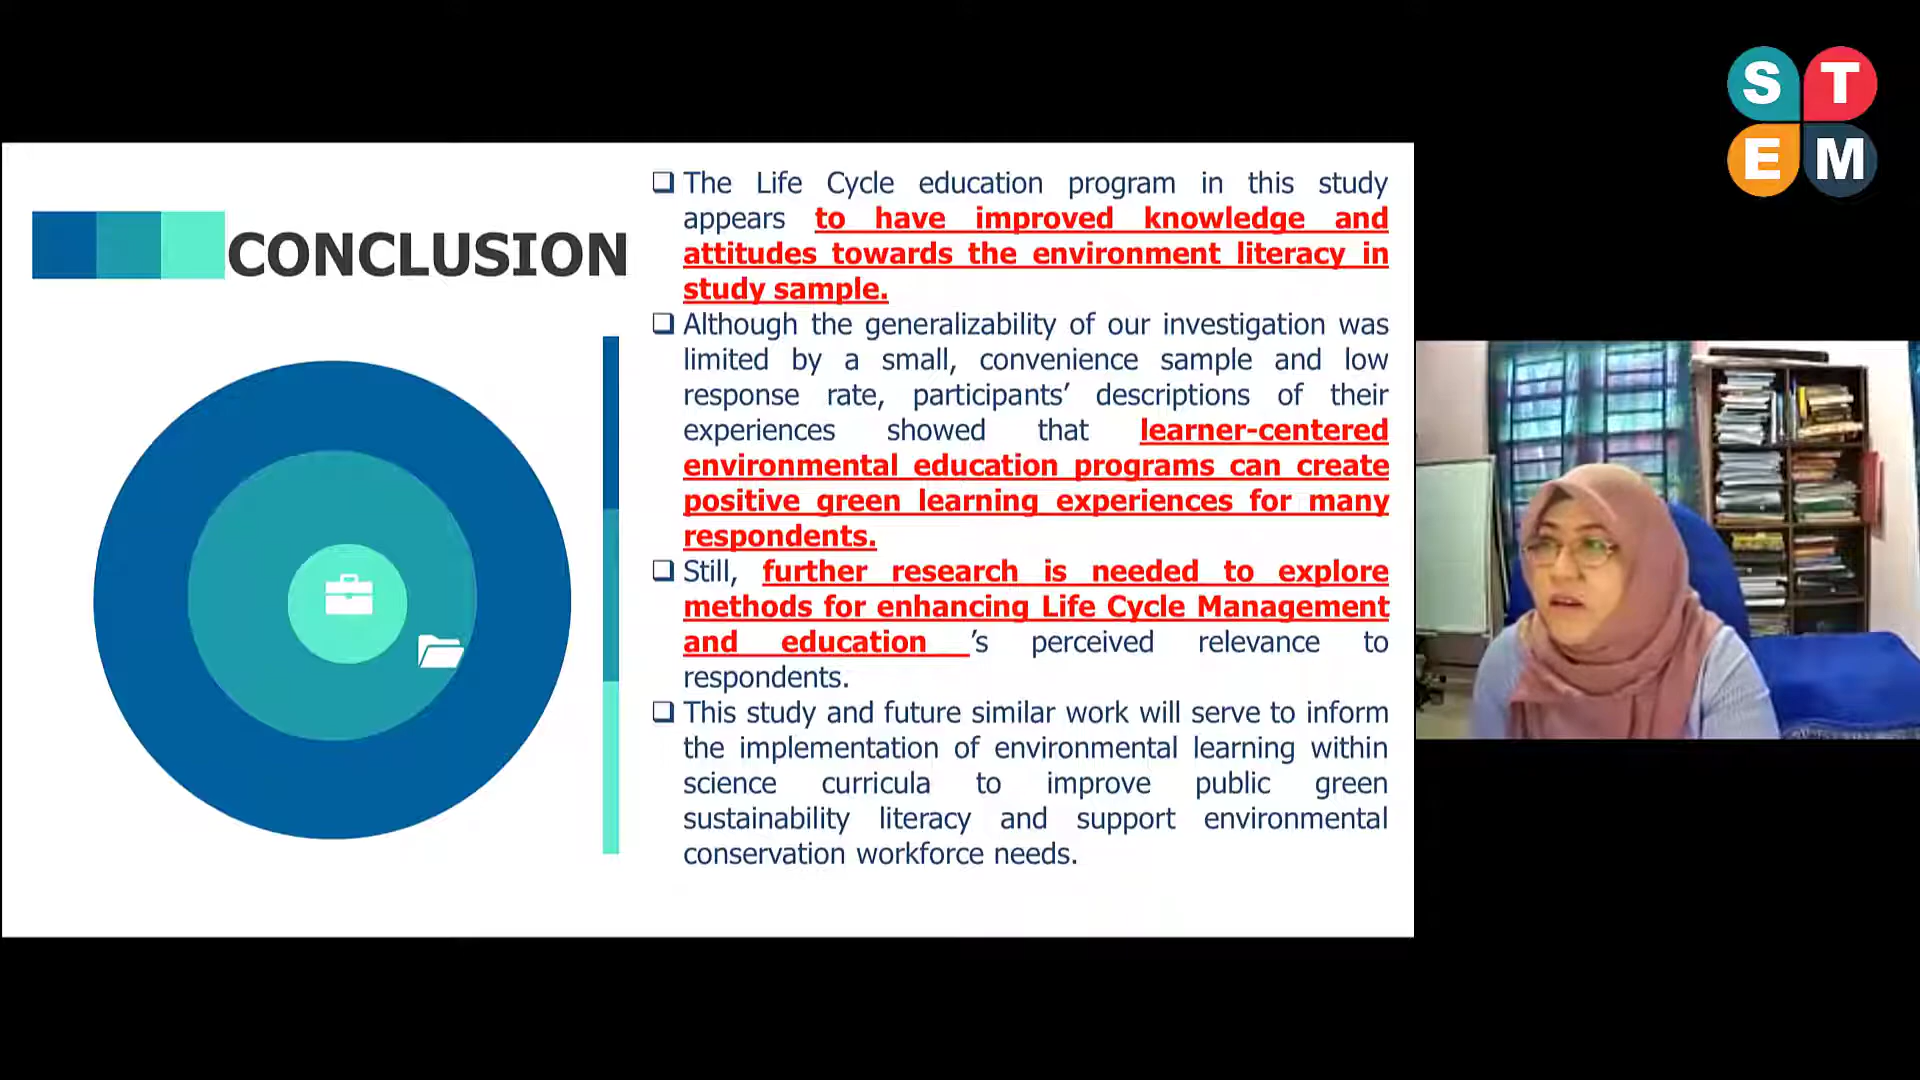 CONCLUSION
The Life Cycle education program in this study
appears to have improved knowledge and
attitudes towards the environment literacy in
study sample.
Although the generalizability of our investigation was
limited by a small, convenience sample and low
response rate, participants’ descriptions of their
experiences showed that learner-centered
environmental education programs can create
positive green learning experiences for many
respondents.
Still, further research is needed to explore
methods for enhancing Life Cycle Management
and education ’s perceived relevance to
respondents.
This study and future similar work will serve to inform
the implementation of environmental learning within
science curricula to improve public green
sustainability literacy and support environmental
conservation workforce needs.
S T
E M